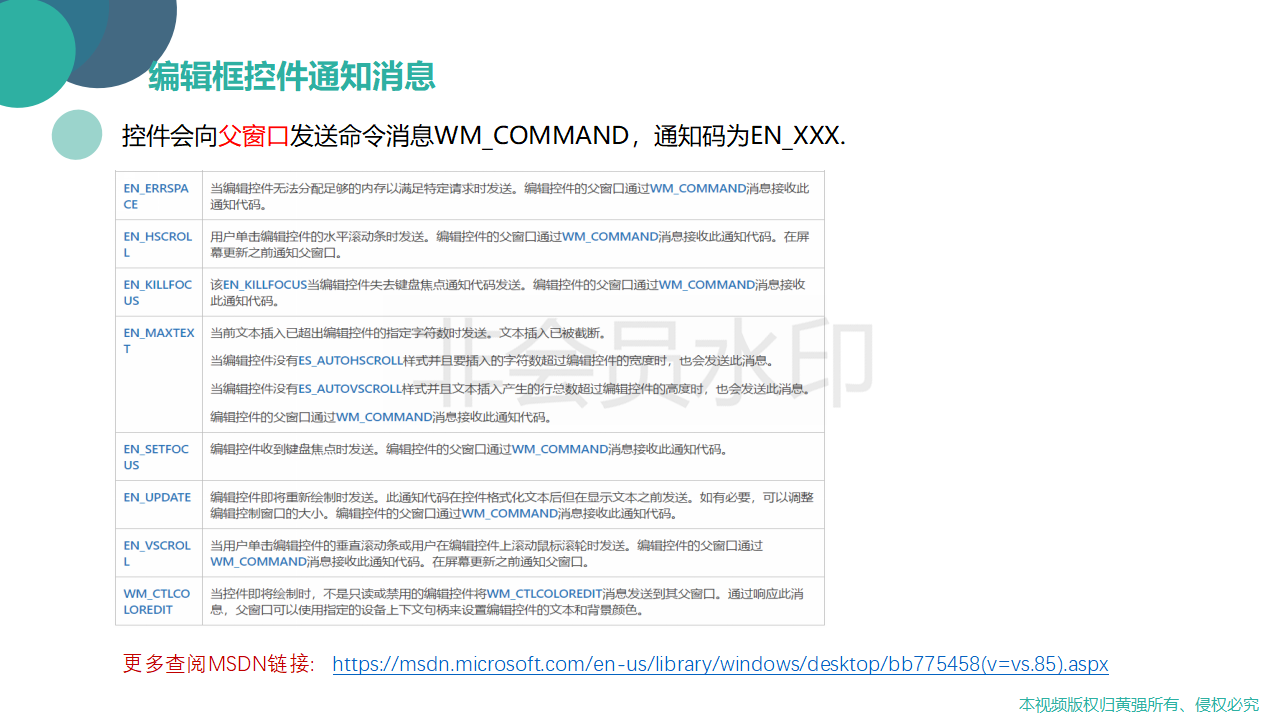 编辑框控件通知消息
控件会向父窗口发送命令消息WM_COMMAND，通知码为EN_XXX.
EN_ERRSPA
CE
当编辑控件无法分配足够的内存以满足特定请求时发送。编辑控件的父窗口通过WM_COMMAND消息接收此
通知代码。
EN_HSCROL
L
用户单击编辑控件的水平滚动条时发送。编辑控件的父窗口通过WM_COMMAND消息接收此通知代码。在屏
幕更新之前通知父窗口。
EN_KILLFOC
US
该EN_KILLFOCUS当编辑控件失去键盘焦点通知代码发送。编辑控件的父窗口通过WM_COMMAND消息接收
此通知代码。
EN_MAXTEX
T
当前文本插入已超出编辑控件的指定字符数时发送。文本插入已被截断。
当编辑控件没有ES_AUTOHSCROLL样式并且要插入的字符数超过编辑控件的宽度时，也会发送此消息。
当编辑控件没有ES_AUTOVSCROLL样式并且文本插入产生的行总数超过编辑控件的高度时，也会发送此消息。
编辑控件的父窗口通过WM_COMMAND消息接收此通知代码。
EN_SETFOC
US
编辑控件收到键盘焦点时发送。编辑控件的父窗口通过WM_COMMAND消息接收此通知代码。
EN_UPDATE
编辑控件即将重新绘制时发送。此通知代码在控件格式化文本后但在显示文本之前发送。如有必要，可以调整
编辑控制窗口的大小。编辑控件的父窗口通过WM_COMMAND消息接收此通知代码。
EN_VSCROL
L
当用户单击编辑控件的垂直滚动条或用户在编辑控件上滚动鼠标滚轮时发送。编辑控件的父窗口通过
WM_COMMAND消息接收此通知代码。在屏幕更新之前通知父窗口。
WM_CTLCO
LOREDIT
当控件即将绘制时，不是只读或禁用的编辑控件将WM_CTLCOLOREDIT消息发送到其父窗口。通过响应此消
息，父窗口可以使用指定的设备上下文句柄来设置编辑控件的文本和背景颜色。
非会员水印
更多查阅MSDN链接: https://msdn.microsoft.com/en-us/library/windows/desktop/bb775458(v=vs.85).aspx
本视频版权归黄强所有、侵权必究